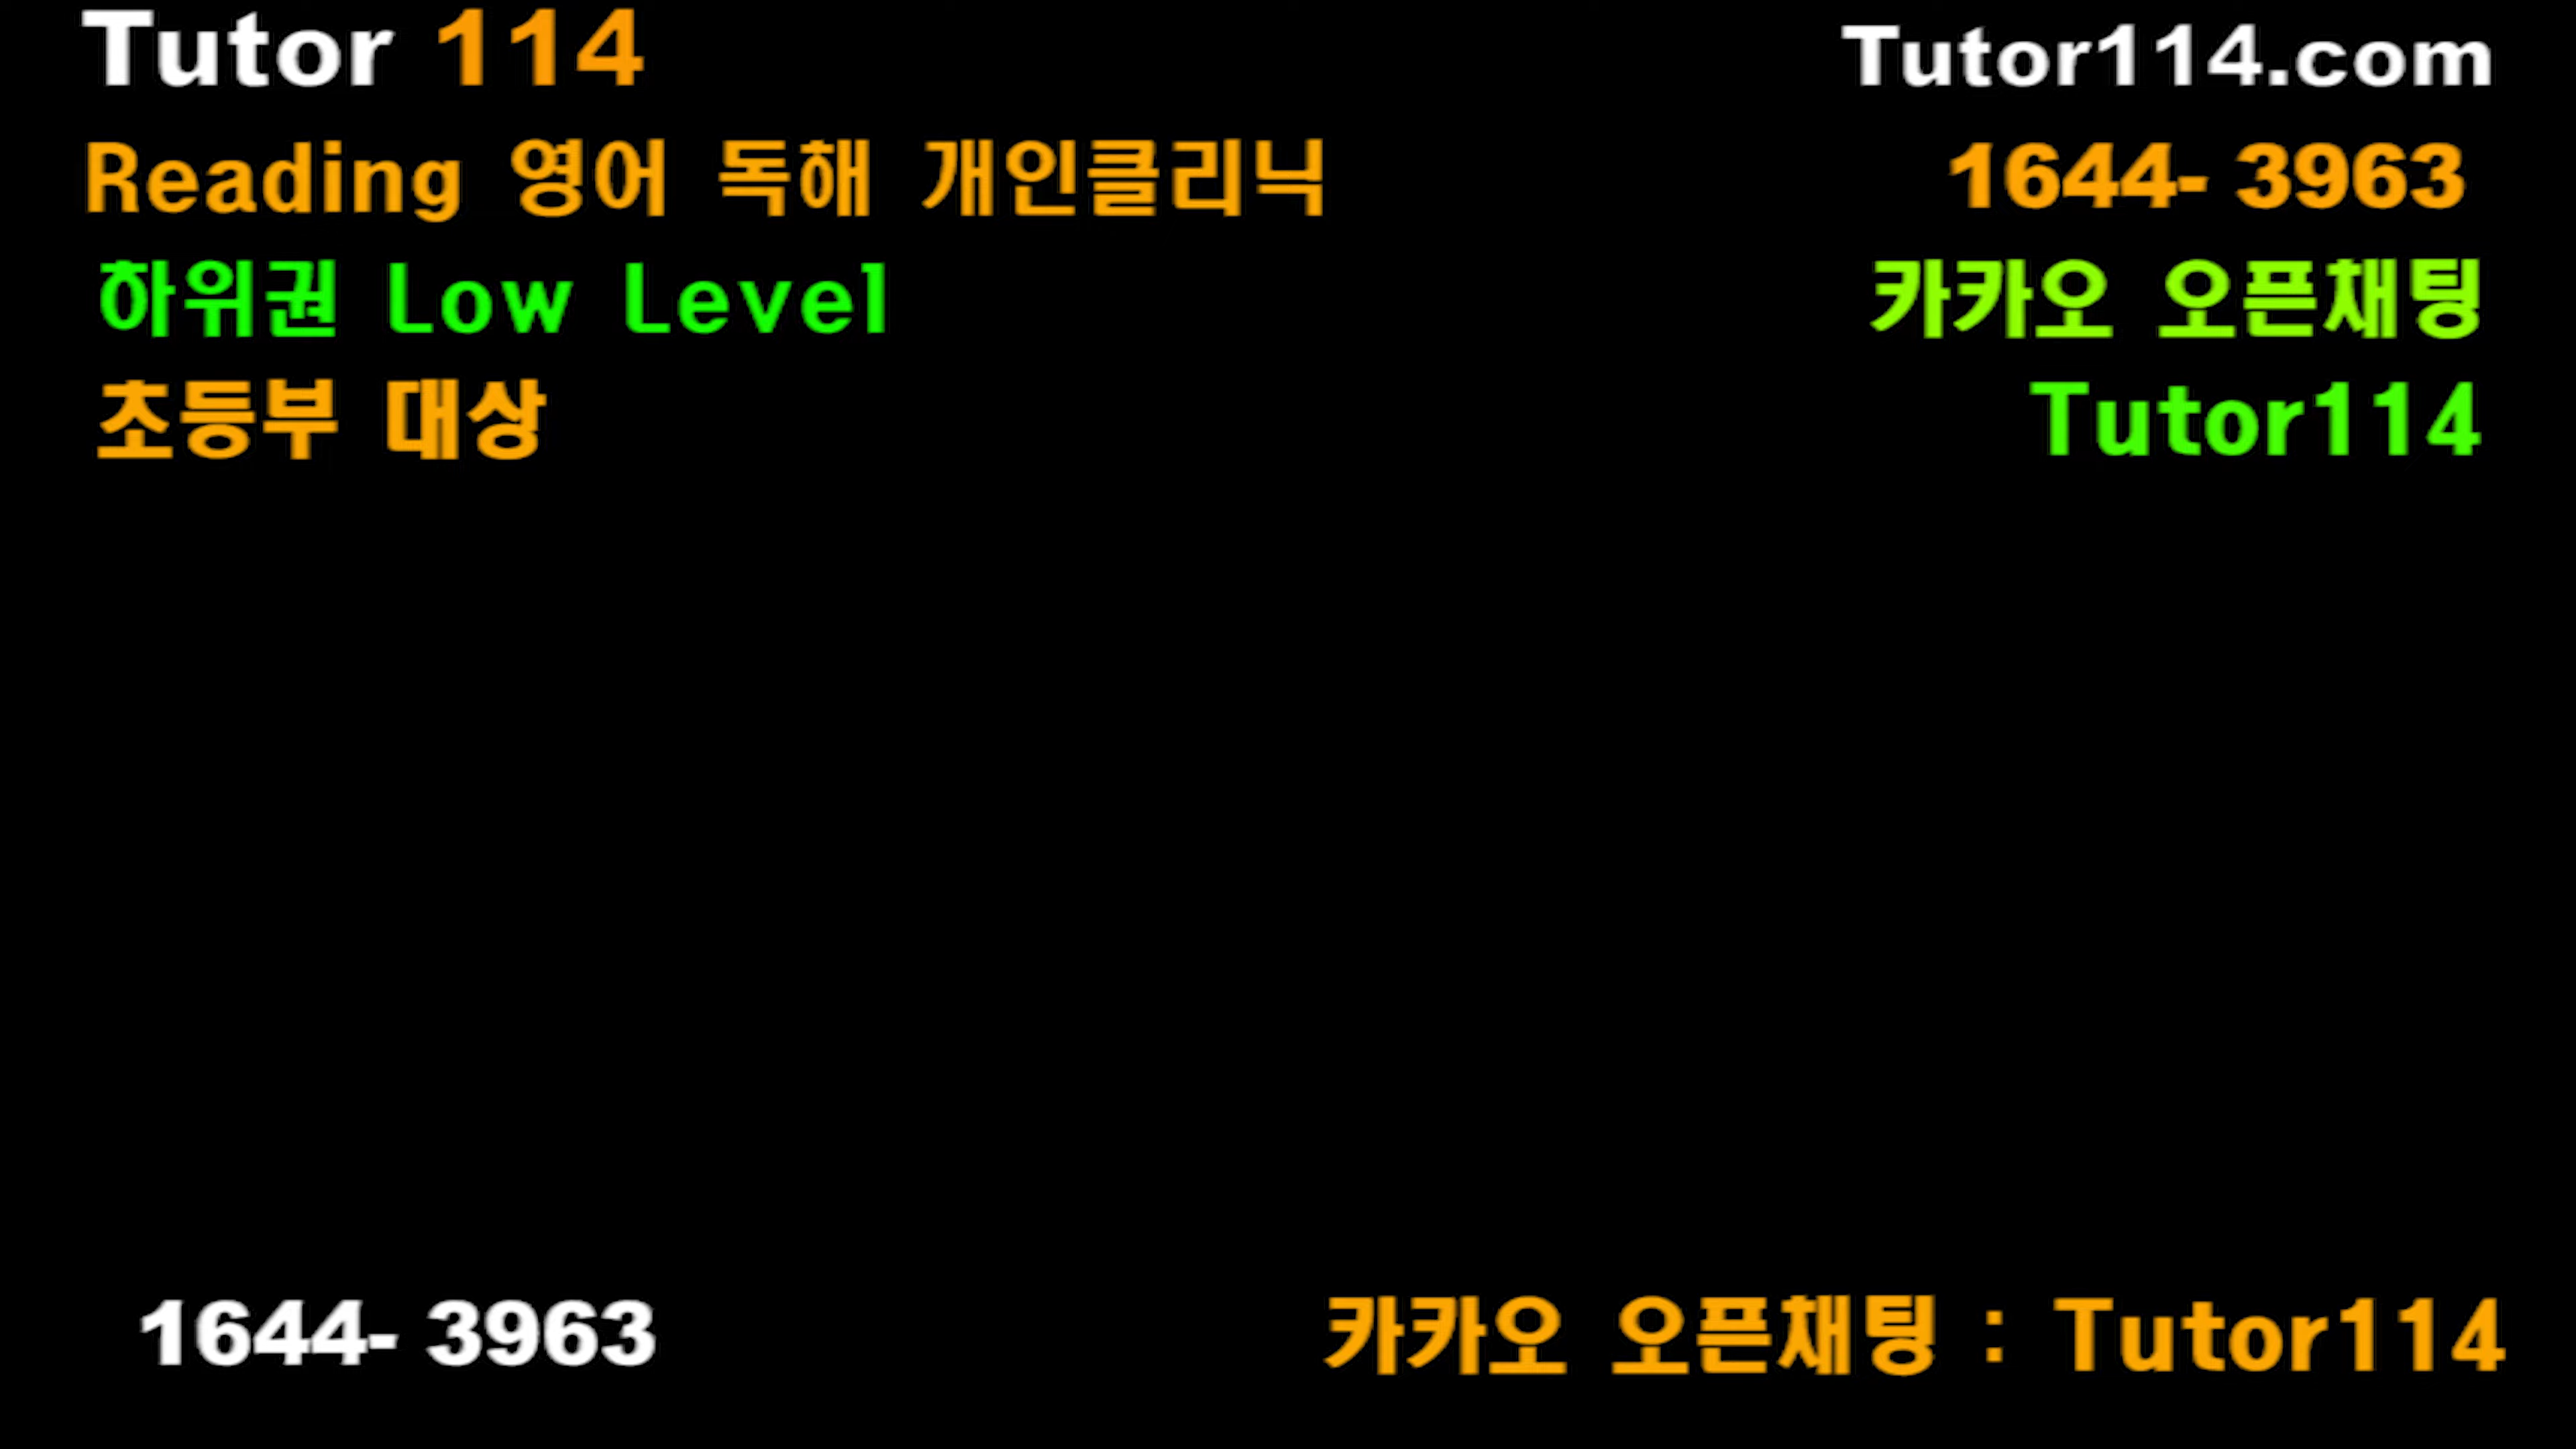 Tutor 114
Tutor114.com
Reading 영어 독해 개인클리닉
1644- 3963
하위권 Low Level
카카오 오픈채팅
초등부 대상
Tutor114
1644- 3963
카카오 오픈채팅 : Tutor114